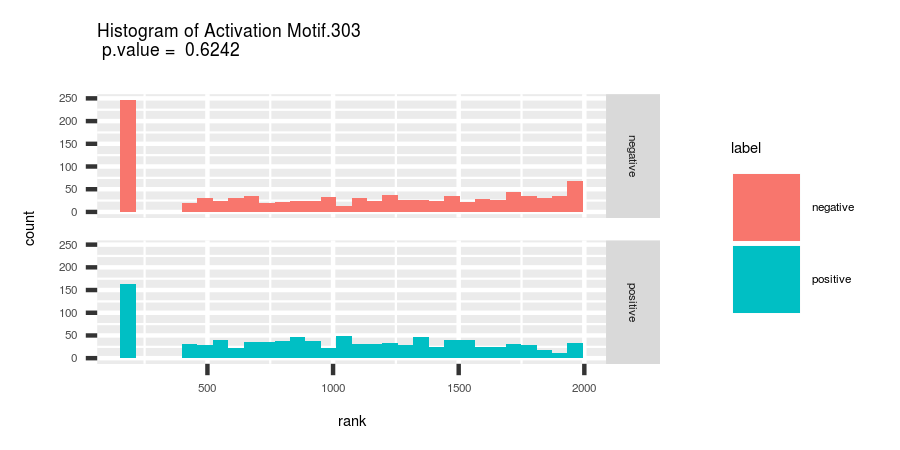 Histogram of Activation Motif.303
p.value =  0.6242
count
250
200
150
100
50
0
negative
250
200
150
100
50
0
positive
500
1000
1500
2000
rank
label
negative
positive